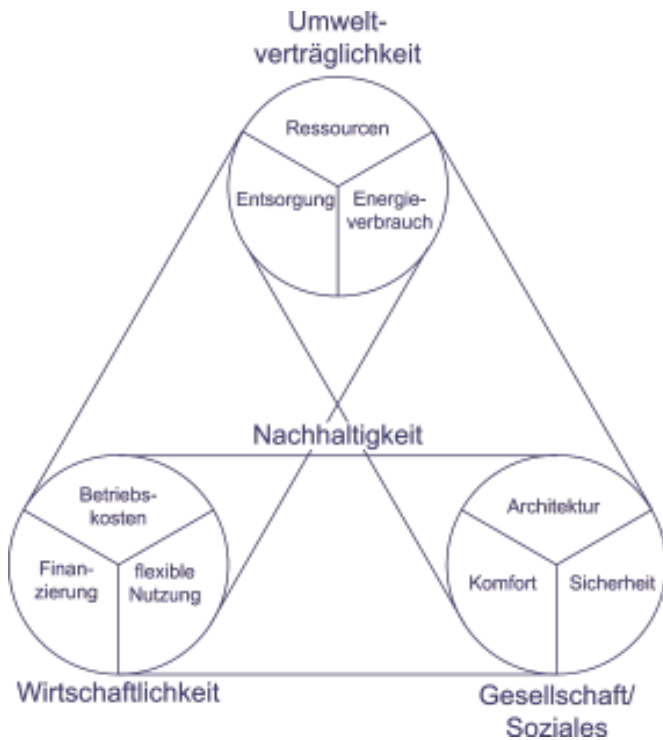 Umwelt-
verträglichkeit
Ressourcen
Entsorgung
Energie-
verbrauch
Nachhaltigkeit
Betriebs-
kosten
Finan-
zierung
flexible
Nutzung
Architektur
Komfort
Sicherheit
Wirtschaftlichkeit
Gesellschaft/
Soziales